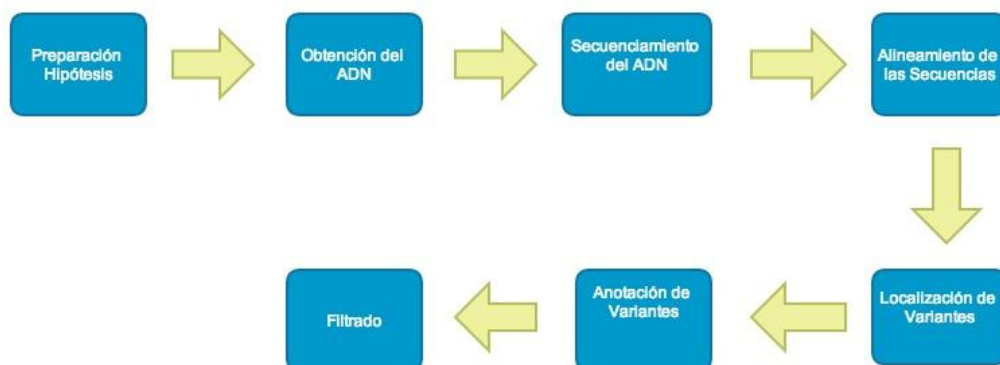 Preparación
Hipótesis
Obtención del
ADN
Secuenciamiento
del ADN
Alineamiento de
las Secuencias
Localización de
Variantes
Anotación de
Variantes
Filtrado